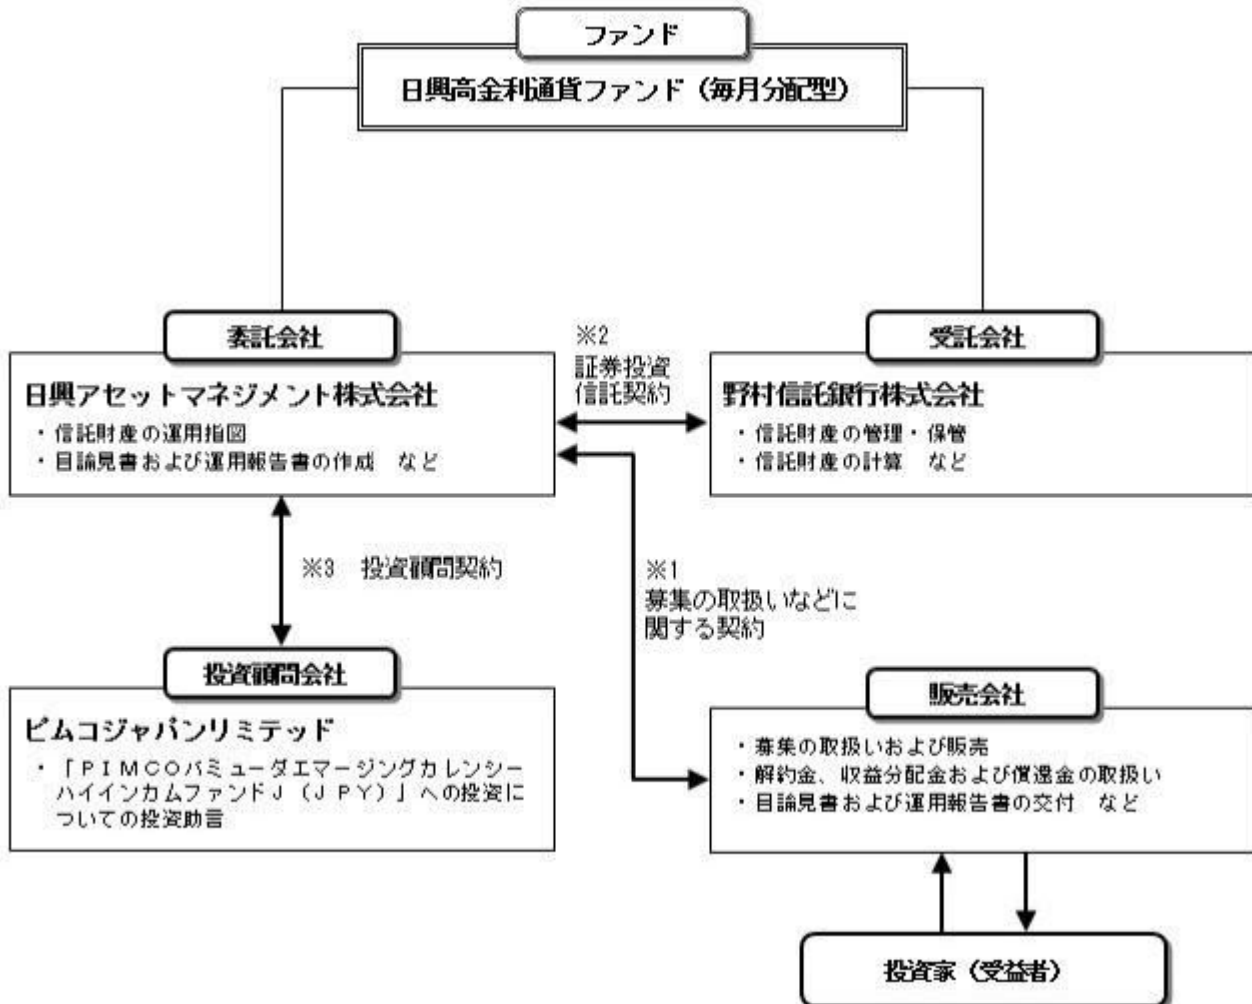 ファンド
日興高金利通貨ファンド（毎月分配型）
委託会社
日興アセットマネジメント株式会社
・信託財産の運用指図
・目論見書および運用報告書の作成　など
※2
証券投資
信託契約
受託会社
野村信託銀行株式会社
・信託財産の管理・保管
・信託財産の計算　など
※3　投資顧問契約
※1
募集の取扱いなどに
関する契約
投資顧問会社
ピムコジャパンリミテッド
・「ＰＩＭＣＯバミューダエマージングカレンシー
ハイインカムファンドＪ（ＪＰＹ）」への投資に
ついての投資助言
販売会社
・募集の取扱いおよび販売
・解約金、収益分配金および償還金の取扱い
・目論見書および運用報告書の交付　など
投資家（受益者）